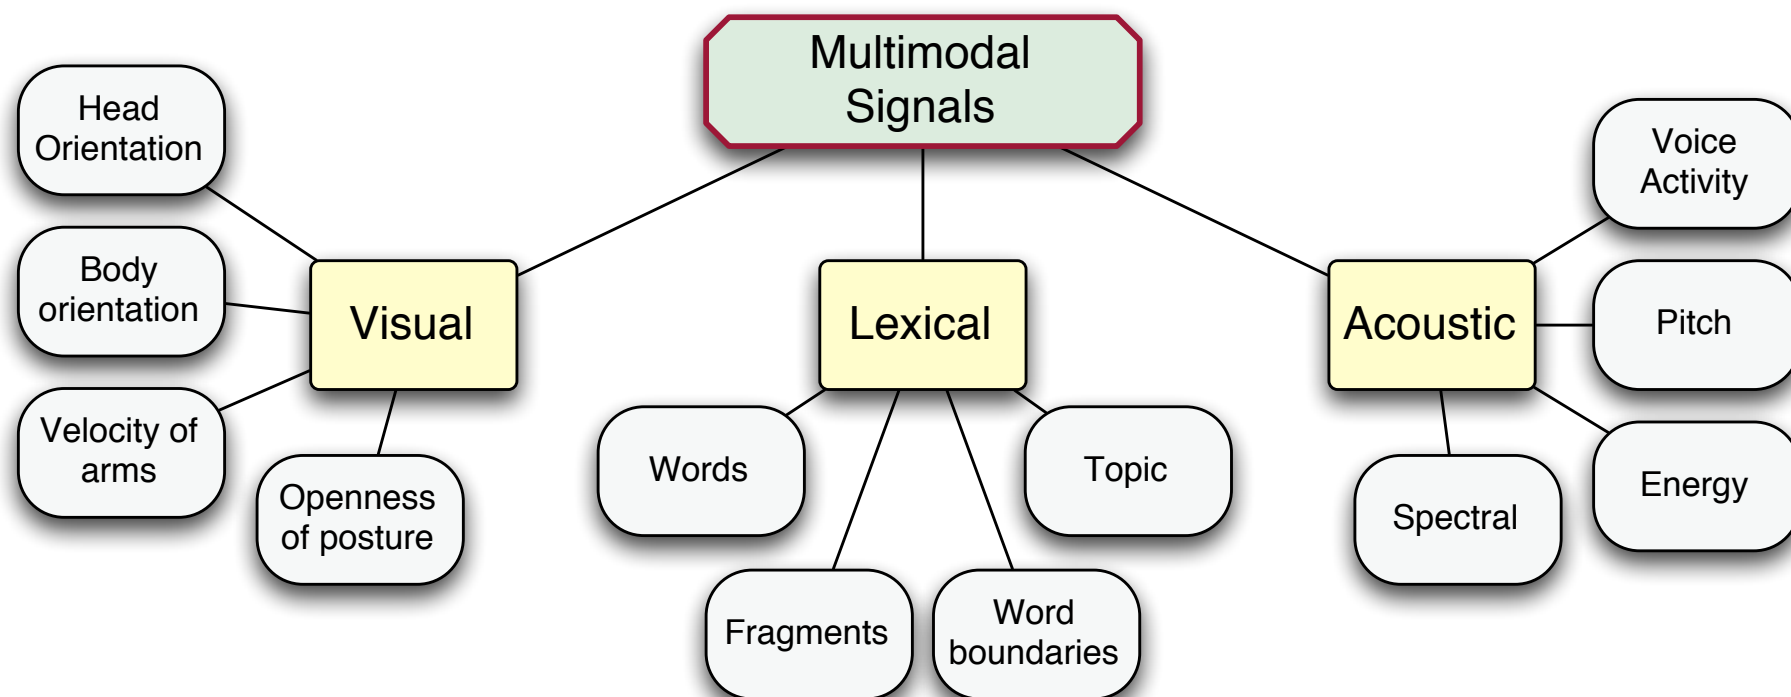 Multimodal
Signals
Head
Orientation
Body
orientation
Velocity of
arms
Openness
of posture
Visual
Lexical
Words
Fragments
Word
boundaries
Topic
Acoustic
Voice
Activity
Pitch
Energy
Spectral